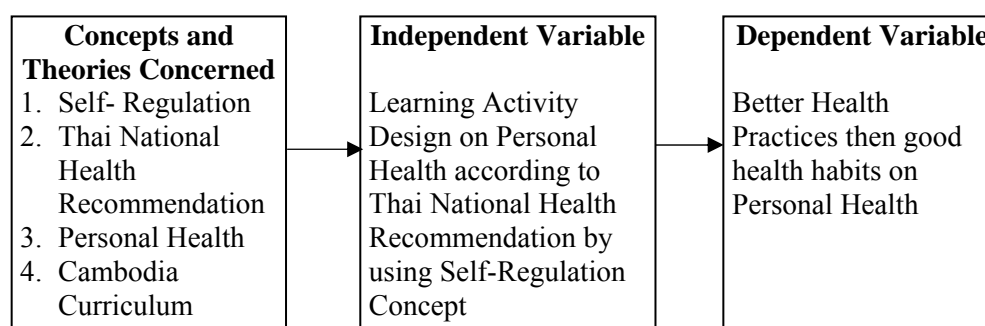 Concepts and
Theories Concerned
1. Self- Regulation
2. Thai National
Health
Recommendation
3. Personal Health
4. Cambodia
Curriculum
Independent Variable
Learning Activity
Design on Personal
Health according to
Thai National Health
Recommendation by
using Self-Regulation
Concept
Dependent Variable
Better Health
Practices then good
health habits on
Personal Health